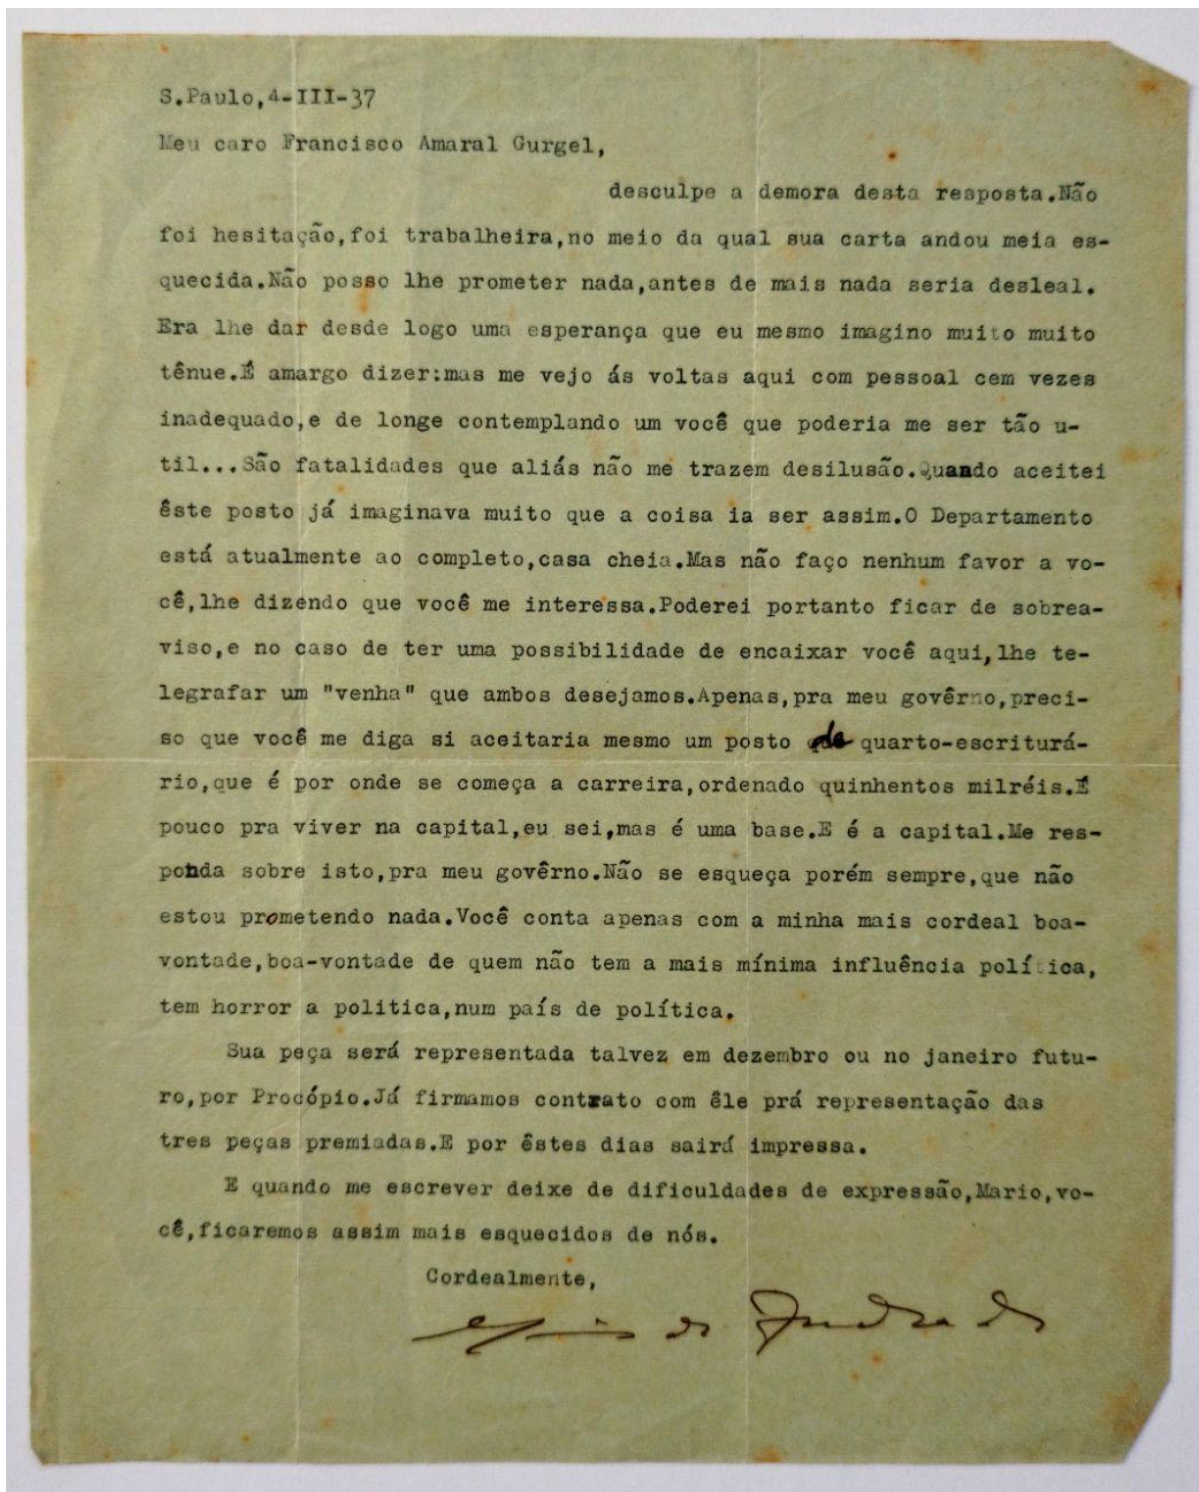 S.Paulo,4-III-37
Meu caro Francisco Amaral Gurgel,
desculpe a demora desta resposta.Não
foi hesitação,foi trabalheira,no meio da qual sua carta andou meia es-
quecida.Não posso lhe prometer nada,antes de mais nada seria desleal.
Era lhe dar desde logo uma esperança que eu mesmo imagino muito muito
tênue.É amargo dizer:mas me vejo ás voltas aqui com pessoal cem vezes
inadequado,e de longe contemplando um você que poderia me ser tão u-
til...São fatalidades que aliás não me trazem desilusão.Quando aceitei
êste posto já imaginava muito que a coisa ia ser assim.O Departamento
está atualmente ao completo,casa cheia.Mas não faço nenhum favor a vo-
cê,lhe dizendo que você me interessa.Poderei portanto ficar de sobrea-
viso,e no caso de ter uma possibilidade de encaixar você aqui,lhe te-
legrafar um "venha" que ambos desejamos.Apenas,pra meu govêrno,preci-
so que você me diga si aceitaria mesmo um posto de quarto-escriturá-
rio,que é por onde se começa a carreira,ordenado quinhentos milréis.É
pouco pra viver na capital,eu sei,mas é uma base.E é a capital.Me res-
ponda sobre isto,pra meu govêrno.Não se esqueça porém sempre,que não
estou prometendo nada.Você conta apenas com a minha mais cordeal boa-
vontade,boa-vontade de quem não tem a mais mínima influência política,
tem horror a politica,num país de política.
Sua peça será representada talvez em dezembro ou no janeiro futu-
ro,por Procópio.Já firmamos contrato com êle prá representação das
tres peças premiadas.E por êstes dias sairá impressa.
E quando me escrever deixe de dificuldades de expressão,Mario,vo-
cê,ficaremos assim mais esquecidos de nós.
Cordealmente,
Mario de Andrade